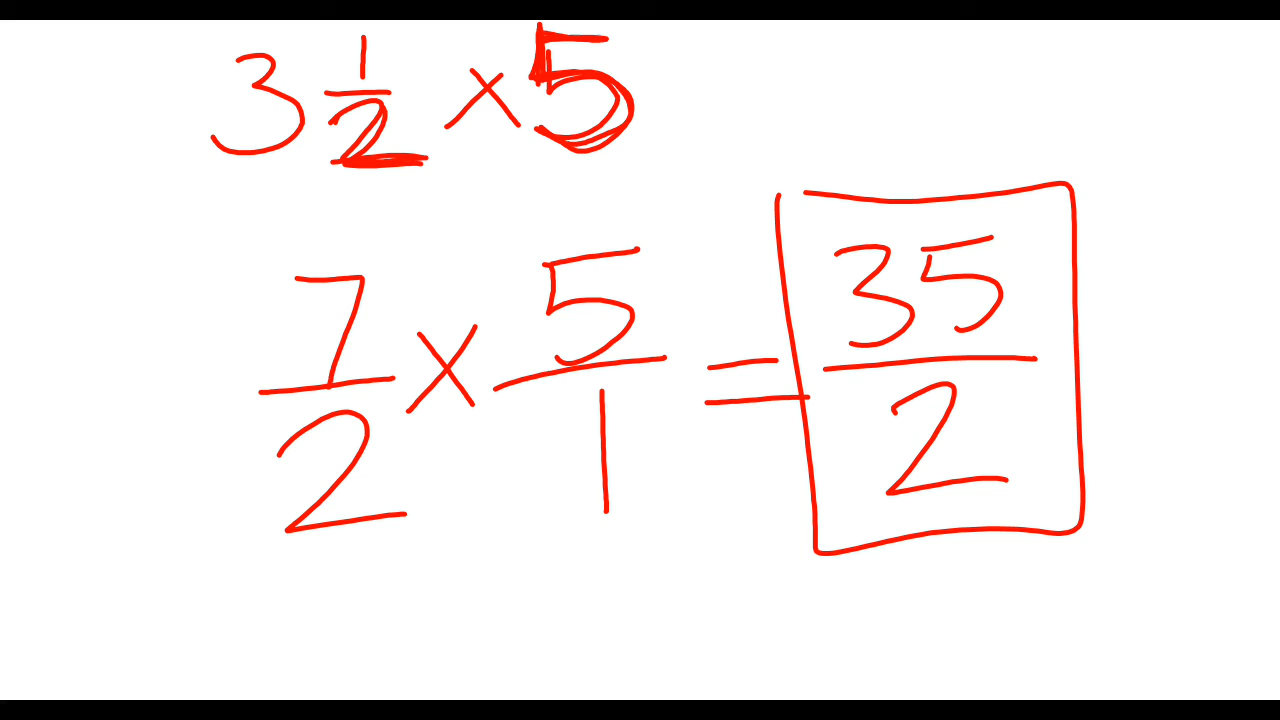 3 1/2 × 5
7/2 × 5/1 = 35/2